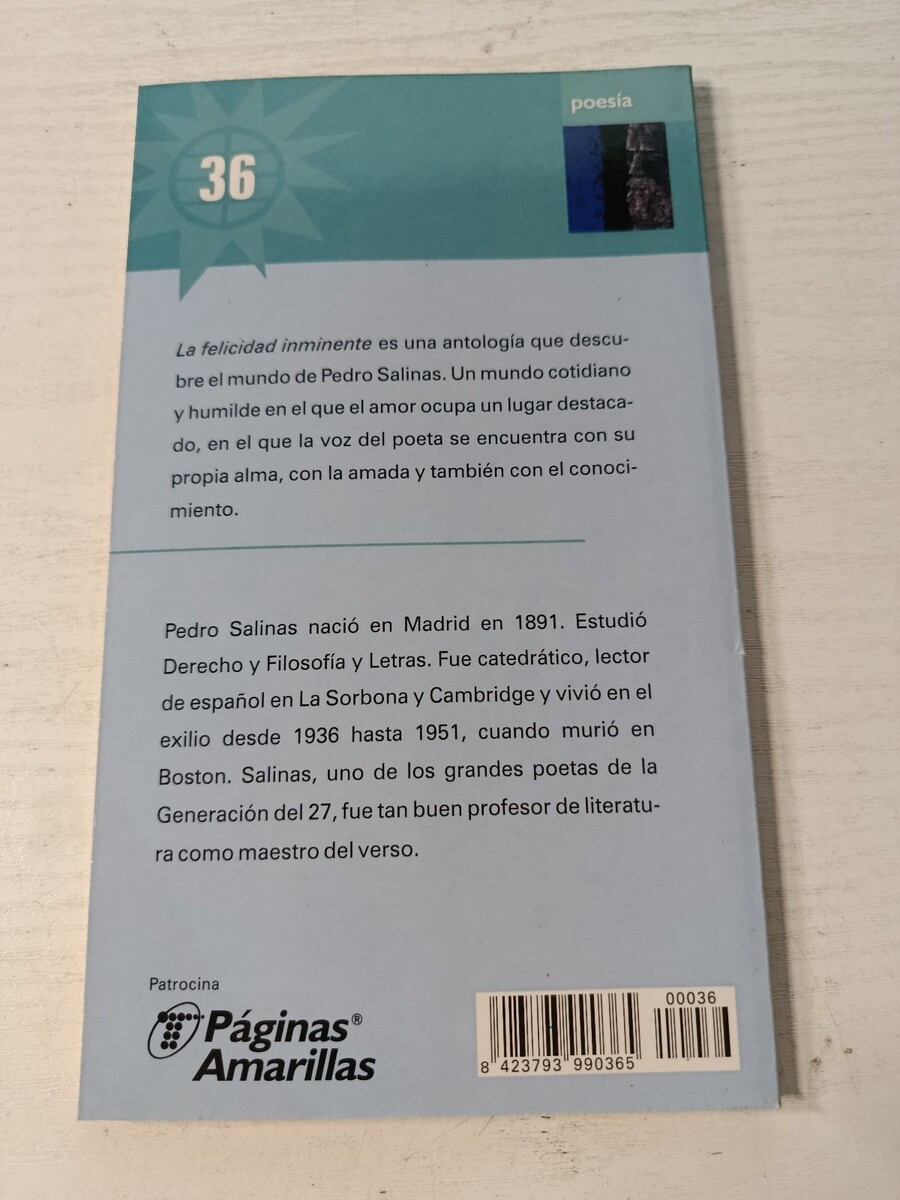 poesía
36
La felicidad inminente es una antología que descu-
bre el mundo de Pedro Salinas. Un mundo cotidiano
y humilde en el que el amor ocupa un lugar destaca-
do, en el que la voz del poeta se encuentra con su
propia alma, con la amada y también con el conoci-
miento.
Pedro Salinas nació en Madrid en 1891. Estudió
Derecho y Filosofía y Letras. Fue catedrático, lector
de español en La Sorbona y Cambridge y vivió en el
exilio desde 1936 hasta 1951, cuando murió en
Boston. Salinas, uno de los grandes poetas de la
Generación del 27, fue tan buen profesor de literatu-
ra como maestro del verso.
Patrocina
Páginas®
Amarillas
00036
8 423793 990365